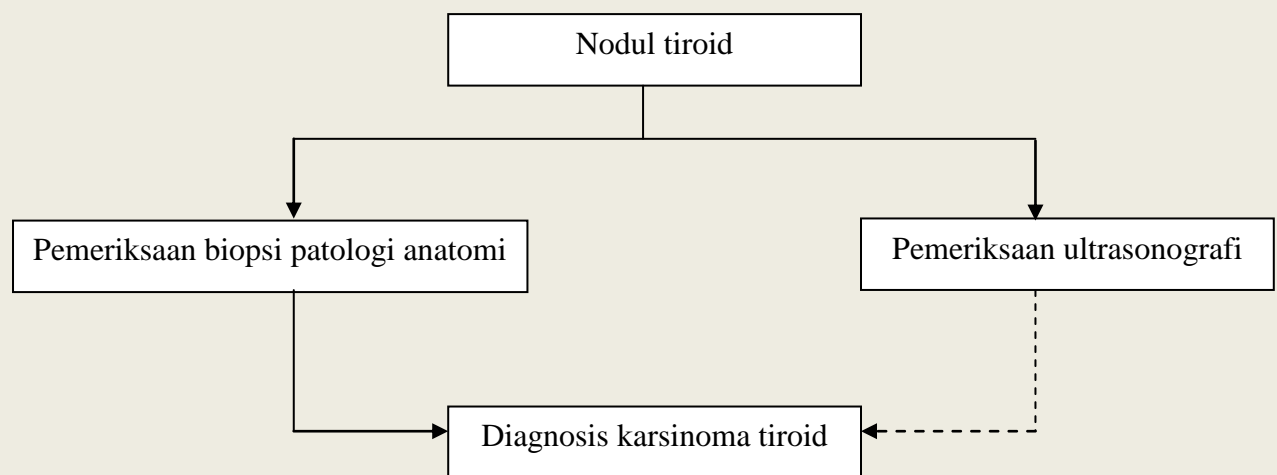 Nodul tiroid
Pemeriksaan biopsi patologi anatomi
Pemeriksaan ultrasonografi
Diagnosis karsinoma tiroid